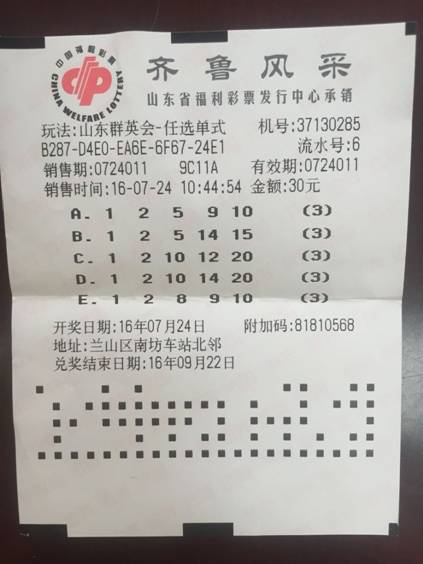 中国福利彩票
CHINA WELFARE LOTTERY
齐鲁风采
山东省福利彩票发行中心承销
玩法:山东群英会-任选单式 机号:37130285
B287-D4E0-EA6E-6F67-24E1 流水号:6
销售期:0724011 9C11A 有效期:0724011
销售时间:16-07-24 10:44:54 金额:30元
A. 1 2 5 9 10 (3)
B. 1 2 5 14 15 (3)
C. 1 2 10 12 20 (3)
D. 1 2 10 14 20 (3)
E. 1 2 8 9 10 (3)
开奖日期:16年07月24日 附加码:81810568
地址:兰山区南坊车站北邻
兑奖结束日期:16年09月22日